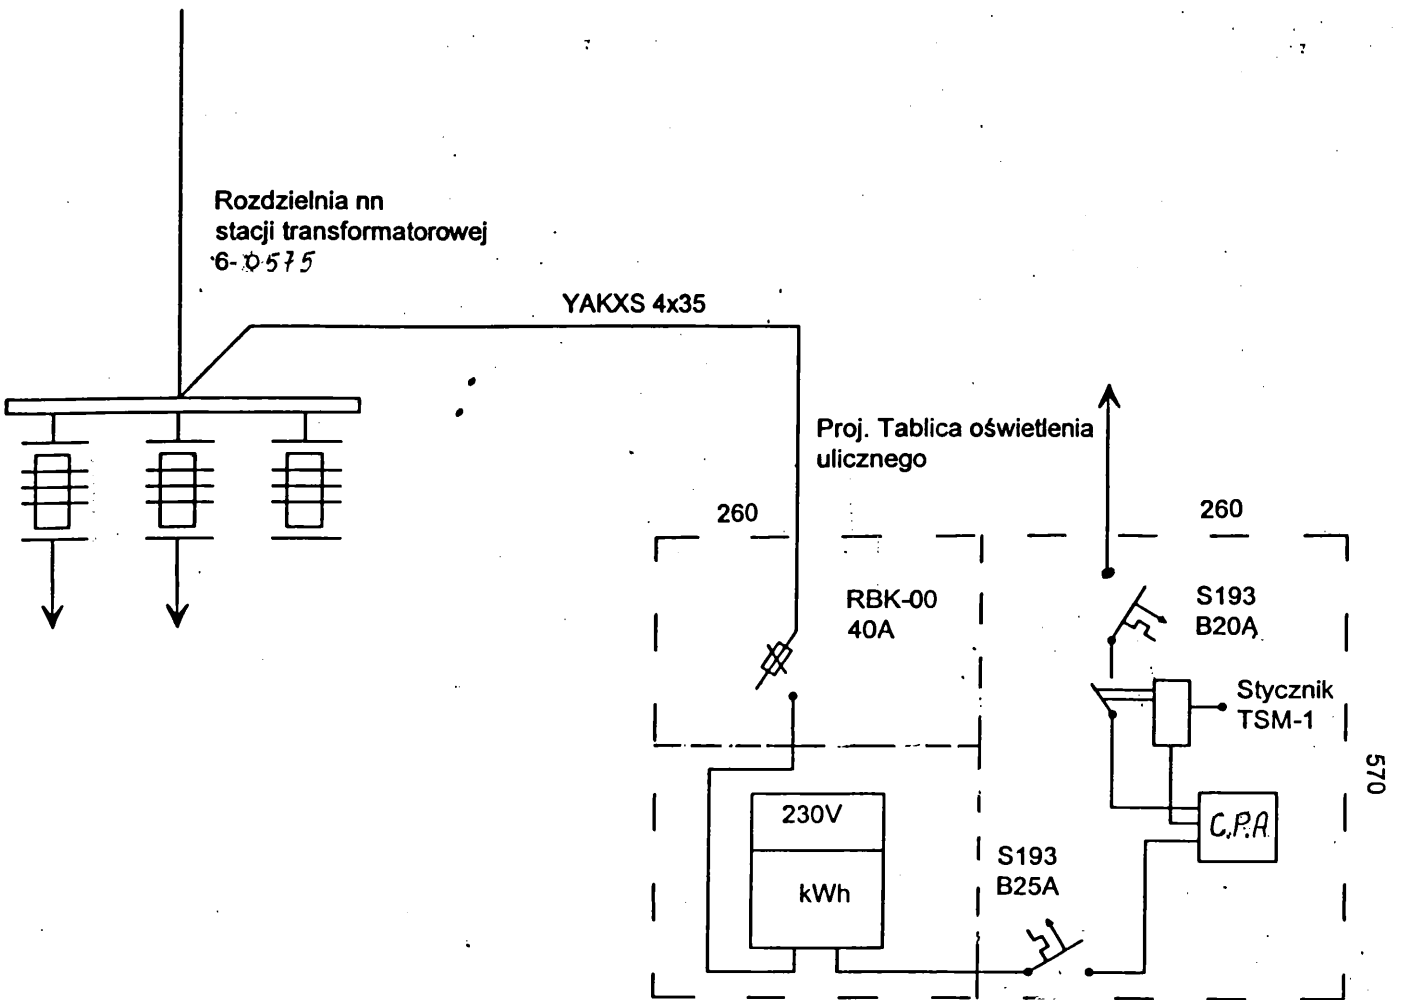 Rozdzielnia nn
stacji transformatorowej
6-0575
YAKXS 4x35
Proj. Tablica oświetlenia
ulicznego
260
260
RBK-00
40A
S193
B20A
Stycznik
TSM-1
570
230V
kWh
C.P.A
S193
B25A